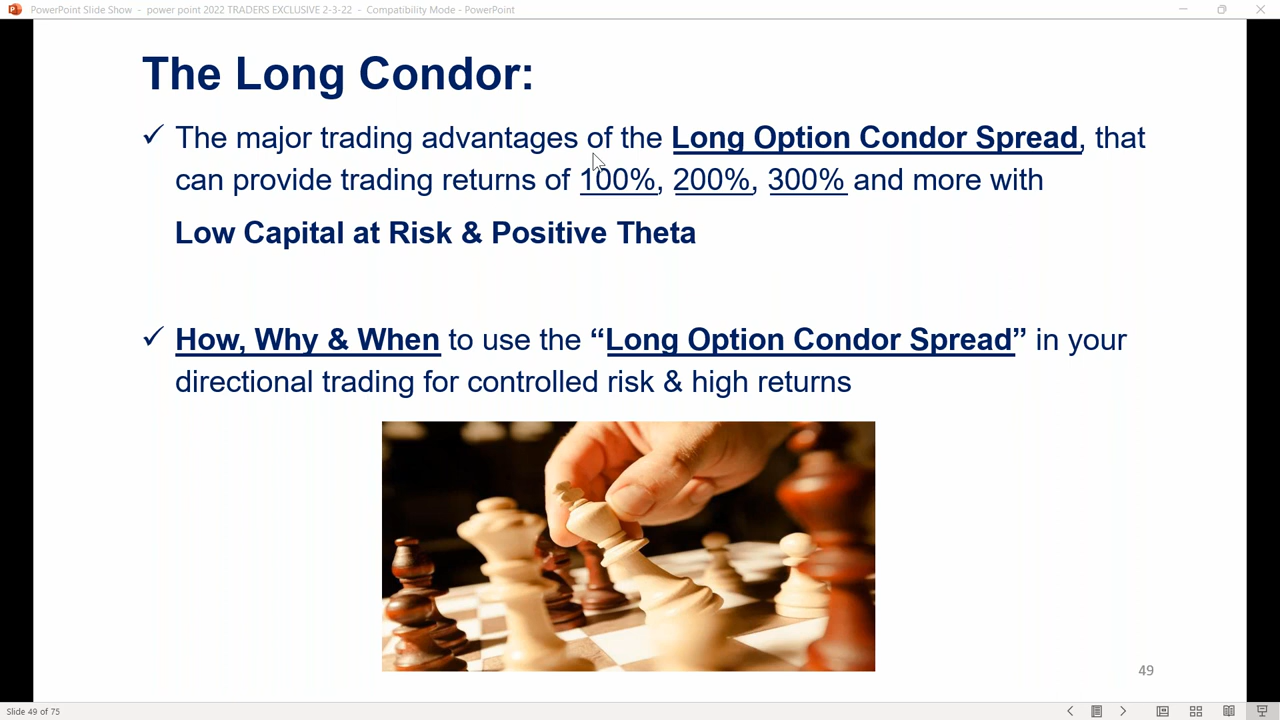 PowerPoint Slide Show - power point 2022 TRADERS EXCLUSIVE 2-3-22 - Compatibility Mode - PowerPoint
The Long Condor:
✓ The major trading advantages of the Long Option Condor Spread, that
can provide trading returns of 100%, 200%, 300% and more with
Low Capital at Risk & Positive Theta
✓ How, Why & When to use the “Long Option Condor Spread” in your
directional trading for controlled risk & high returns
49
Slide 49 of 75